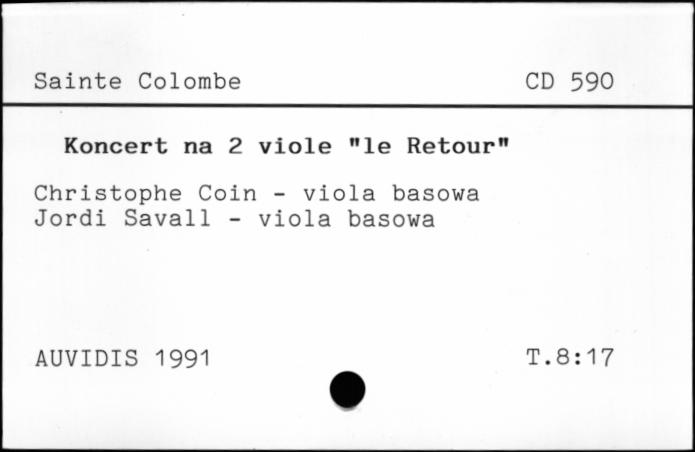 Sainte Colombe CD 590
Koncert na 2 viole "le Retour"
Christophe Coin - viola basowa
Jordi Savall - viola basowa
AUVIDIS 1991 T.8:17